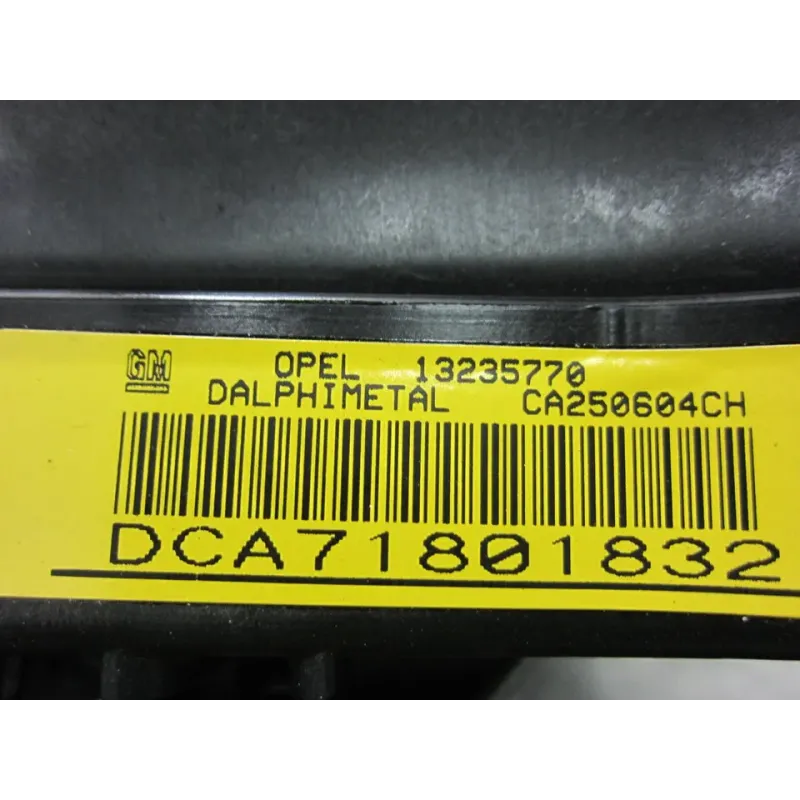 GM OPEL 13235770
DALPHIMETAL CA250604CH
DCA71801832